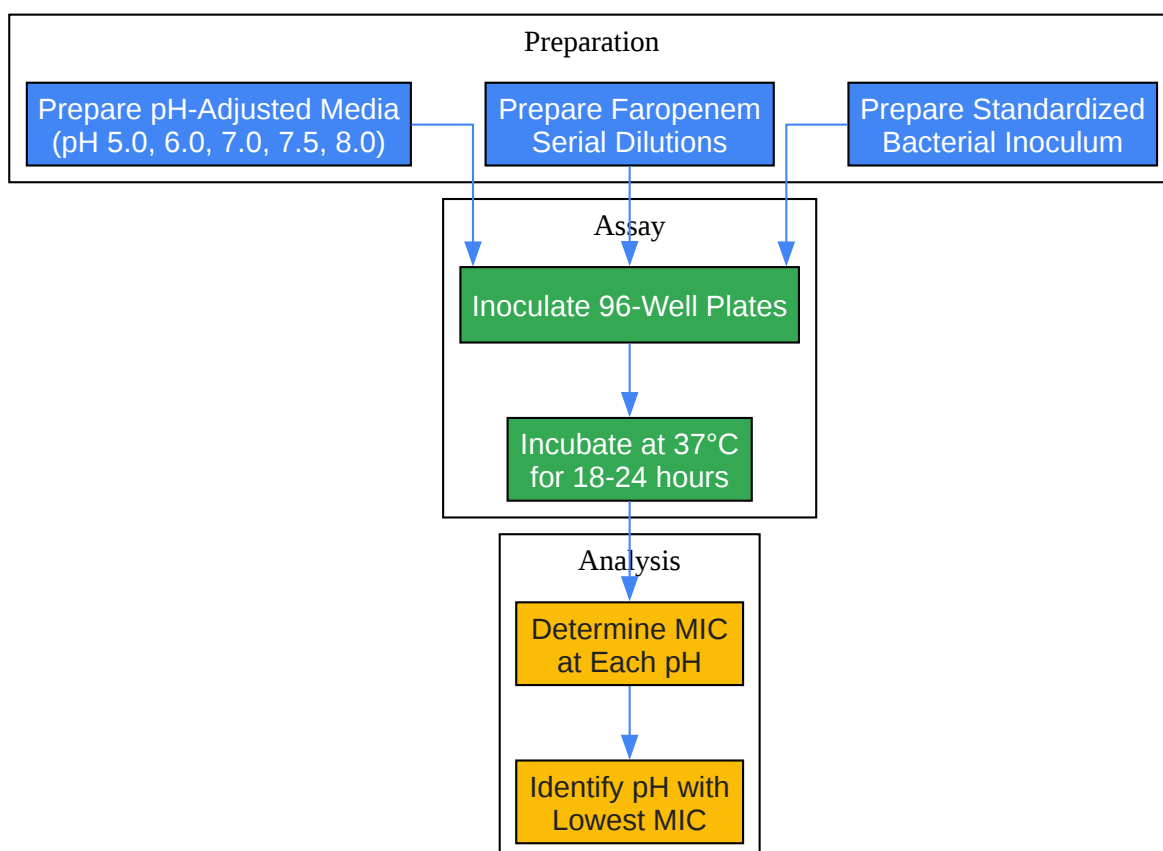 Preparation
Prepare pH-Adjusted Media
(pH 5.0, 6.0, 7.0, 7.5, 8.0)
Prepare Faropenem
Serial Dilutions
Prepare Standardized
Bacterial Inoculum
Assay
Inoculate 96-Well Plates
Incubate at 37°C
for 18-24 hours
Analysis
Determine MIC
at Each pH
Identify pH with
Lowest MIC